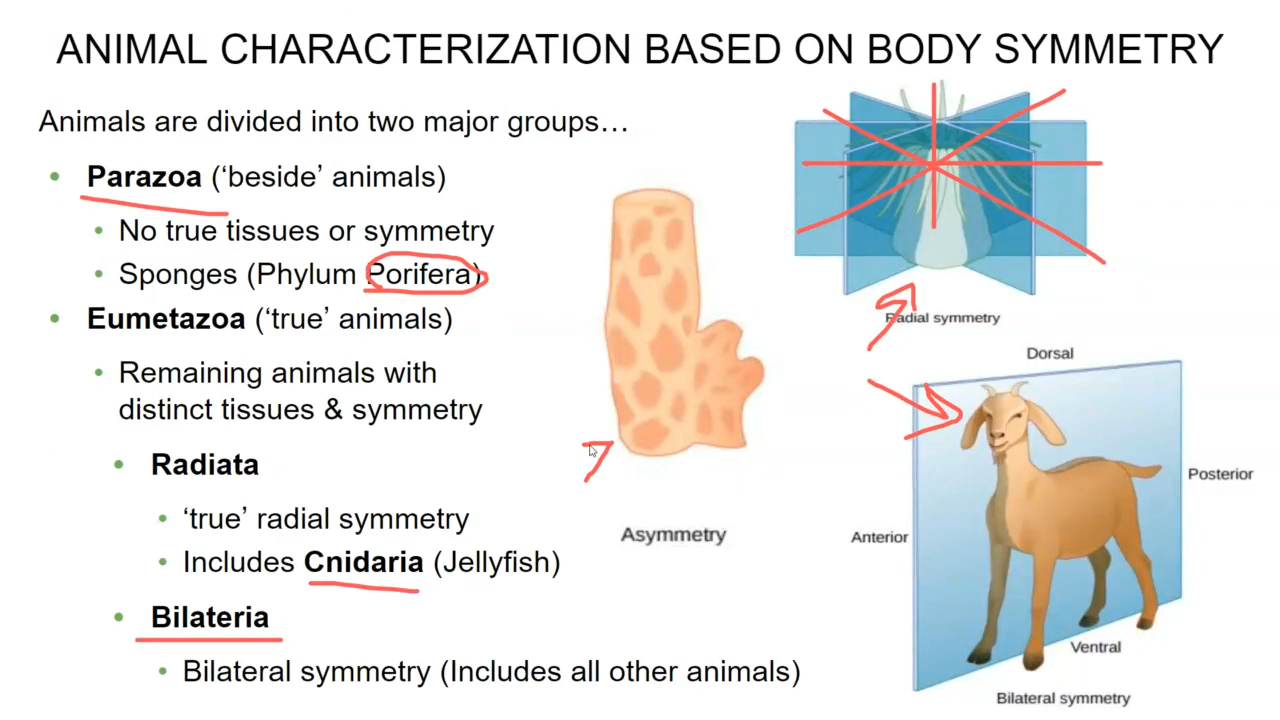 ANIMAL CHARACTERIZATION BASED ON BODY SYMMETRY
Animals are divided into two major groups…
• Parazoa (‘beside’ animals)
• No true tissues or symmetry
• Sponges (Phylum Porifera)
• Eumetazoa (‘true’ animals)
• Remaining animals with
distinct tissues & symmetry
• Radiata
• ‘true’ radial symmetry
• Includes Cnidaria (Jellyfish)
• Bilateria
• Bilateral symmetry (Includes all other animals)
Asymmetry
Radial symmetry
Dorsal
Posterior
Anterior
Ventral
Bilateral symmetry